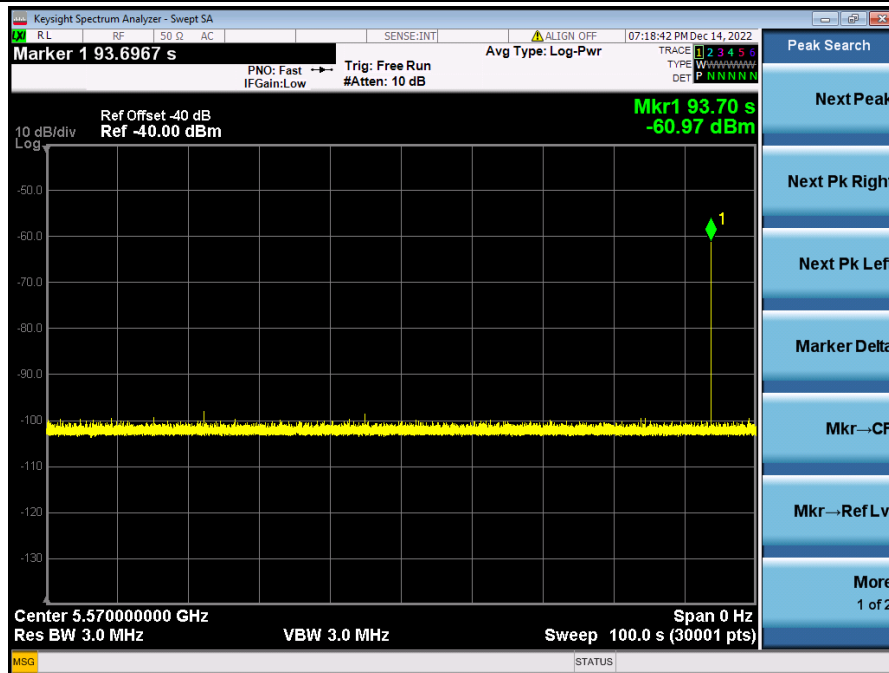 Keysight Spectrum Analyzer - Swept SA
LXI RL RF 50 Ω AC SENSE:INT ALIGN OFF 07:18:42 PM Dec 14, 2022
Marker 1 93.6967 s
PNO: Fast
IFGain:Low
Trig: Free Run
#Atten: 10 dB
Avg Type: Log-Pwr
TRACE 1 2 3 4 5 6
TYPE WWWWWW
DET P N N N N N
Ref Offset -40 dB
10 dB/div Ref -40.00 dBm
Log
Mkr1 93.70 s
-60.97 dBm
1
-50.0
-60.0
-70.0
-80.0
-90.0
-100
-110
-120
-130
Center 5.570000000 GHz Span 0 Hz
Res BW 3.0 MHz VBW 3.0 MHz Sweep 100.0 s (30001 pts)
MSG STATUS
Peak Search
Next Peak
Next Pk Righ
Next Pk Lef
Marker Delta
Mkr→CF
Mkr→Ref Lv
More
1 of 2